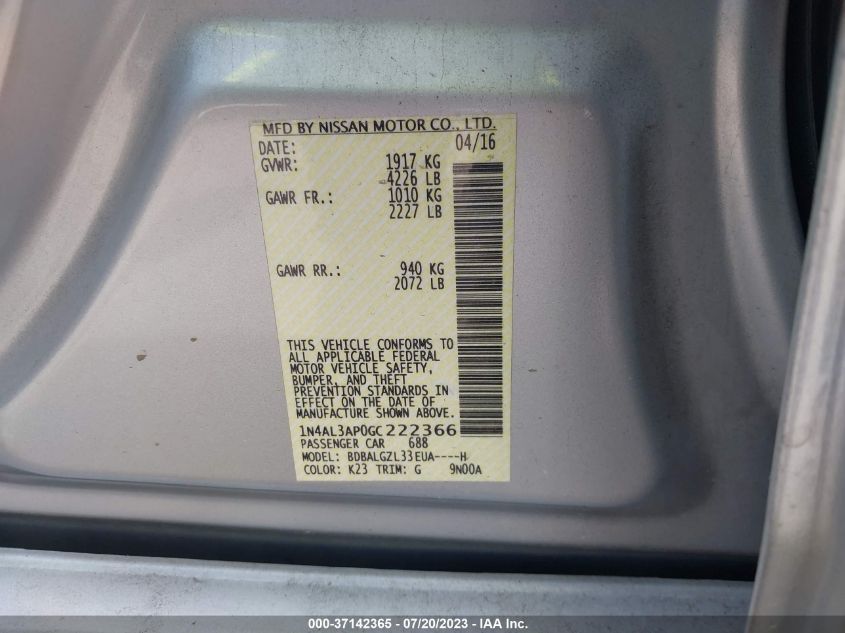 MFD BY NISSAN MOTOR CO., LTD.
DATE: 04/16
GVWR: 1917 KG
4226 LB
GAWR FR.: 1010 KG
2227 LB
GAWR RR.: 940 KG
2072 LB
THIS VEHICLE CONFORMS TO
ALL APPLICABLE FEDERAL
MOTOR VEHICLE SAFETY,
BUMPER, AND THEFT
PREVENTION STANDARDS IN
EFFECT ON THE DATE OF
MANUFACTURE SHOWN ABOVE.
1N4AL3AP0GC222366
PASSENGER CAR 688
MODEL: BDBALGZL33EUA----H
COLOR: K23 TRIM: G 9N00A
000-37142365 - 07/20/2023 - IAA Inc.